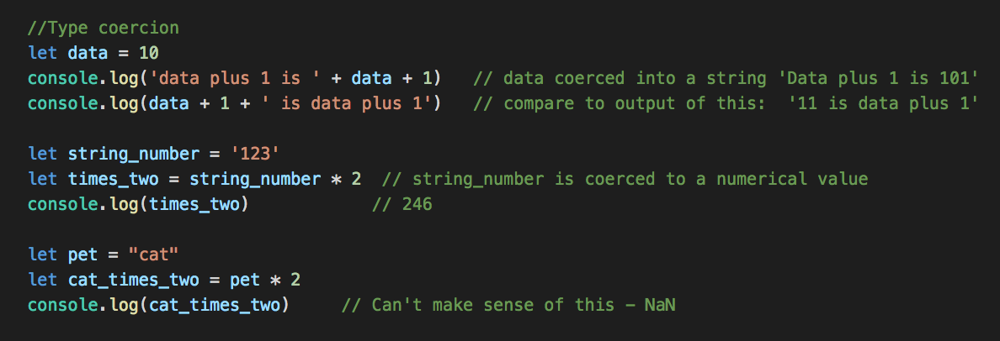 //Type coercion
let data = 10
console.log('data plus 1 is ' + data + 1)   // data coerced into a string 'Data plus 1 is 101'
console.log(data + 1 + ' is data plus 1')   // compare to output of this:  '11 is data plus 1'
let string_number = '123'
let times_two = string_number * 2  // string_number is coerced to a numerical value
console.log(times_two)            // 246
let pet = "cat"
let cat_times_two = pet * 2
console.log(cat_times_two)     // Can't make sense of this – NaN